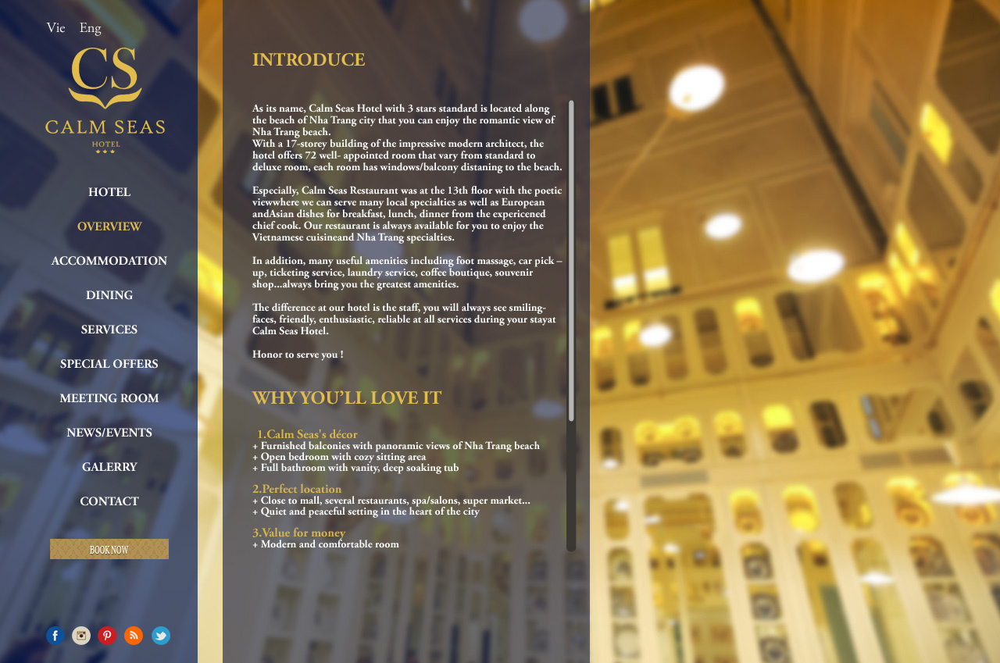 Vie Eng
CS
CALM SEAS
HOTEL
HOTEL
OVERVIEW
ACCOMMODATION
DINING
SERVICES
SPECIAL OFFERS
MEETING ROOM
NEWS/EVENTS
GALERRY
CONTACT
BOOK NOW
INTRODUCE
As its name, Calm Seas Hotel with 3 stars standard is located along
the beach of Nha Trang city that you can enjoy the romantic view of
Nha Trang beach.
With a 17-storey building of the impressive modern architect, the
hotel offers 72 well- appointed room that vary from standard to
deluxe room, each room has windows/balcony distaning to the beach.
Especially, Calm Seas Restaurant was at the 13th floor with the poetic
viewwhere we can serve many local specialties as well as European
andAsian dishes for breakfast, lunch, dinner from the expericened
chief cook. Our restaurant is always available for you to enjoy the
Vietnamese cuisineand Nha Trang specialties.
In addition, many useful amenities including foot massage, car pick –
up, ticketing service, laundry service, coffee boutique, souvenir
shop...always bring you the greatest amenities.
The difference at our hotel is the staff, you will always see smiling-
faces, friendly, enthusiastic, reliable at all services during your stayat
Calm Seas Hotel.
Honor to serve you !
WHY YOU’LL LOVE IT
1.Calm Seas's décor
+ Furnished balconies with panoramic views of Nha Trang beach
+ Open bedroom with cozy sitting area
+ Full bathroom with vanity, deep soaking tub
2.Perfect location
+ Close to mall, several restaurants, spa/salons, super market...
+ Quiet and peaceful setting in the heart of the city
3.Value for money
+ Modern and comfortable room